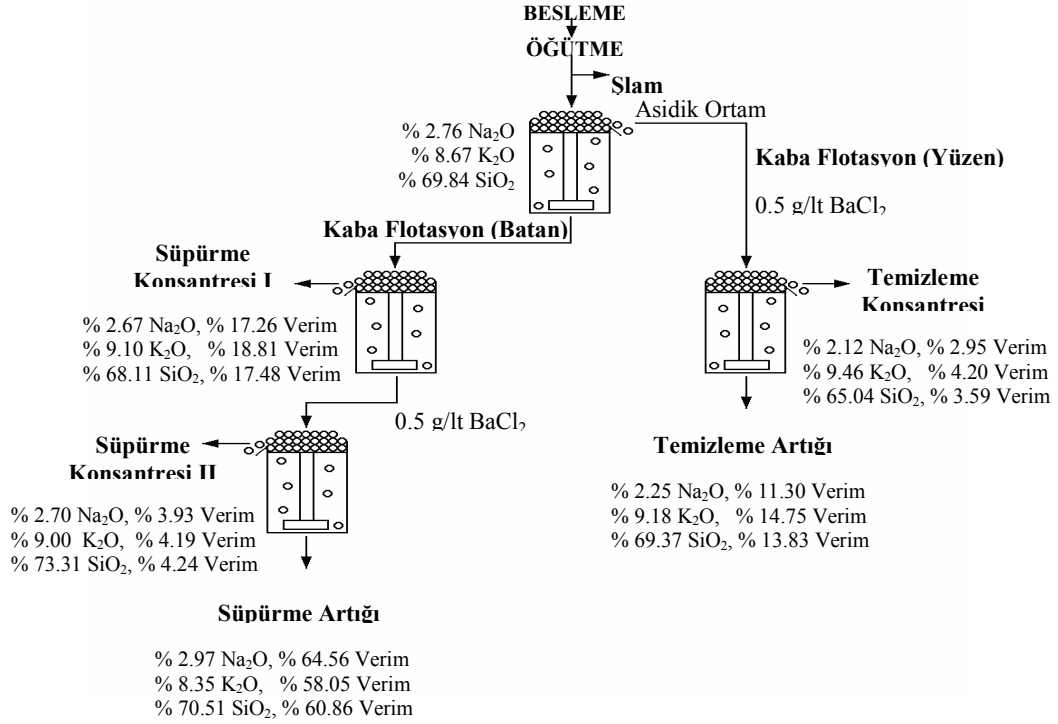 BESLEME
ÖĞÜTME
Şlam
Asidik Ortam
% 2.76 Na₂O
% 8.67 K₂O
% 69.84 SiO₂
Kaba Flotasyon (Yüzen)
0.5 g/lt BaCl₂
Kaba Flotasyon (Batan)
Süpürme
Konsantresi I
% 2.67 Na₂O, % 17.26 Verim
% 9.10 K₂O, % 18.81 Verim
% 68.11 SiO₂, % 17.48 Verim
Temizleme
Konsantresi
% 2.12 Na₂O, % 2.95 Verim
% 9.46 K₂O, % 4.20 Verim
% 65.04 SiO₂, % 3.59 Verim
0.5 g/lt BaCl₂
Süpürme
Konsantresi II
% 2.70 Na₂O, % 3.93 Verim
% 9.00 K₂O, % 4.19 Verim
% 73.31 SiO₂, % 4.24 Verim
Temizleme Artığı
% 2.25 Na₂O, % 11.30 Verim
% 9.18 K₂O, % 14.75 Verim
% 69.37 SiO₂, % 13.83 Verim
Süpürme Artığı
% 2.97 Na₂O, % 64.56 Verim
% 8.35 K₂O, % 58.05 Verim
% 70.51 SiO₂, % 60.86 Verim